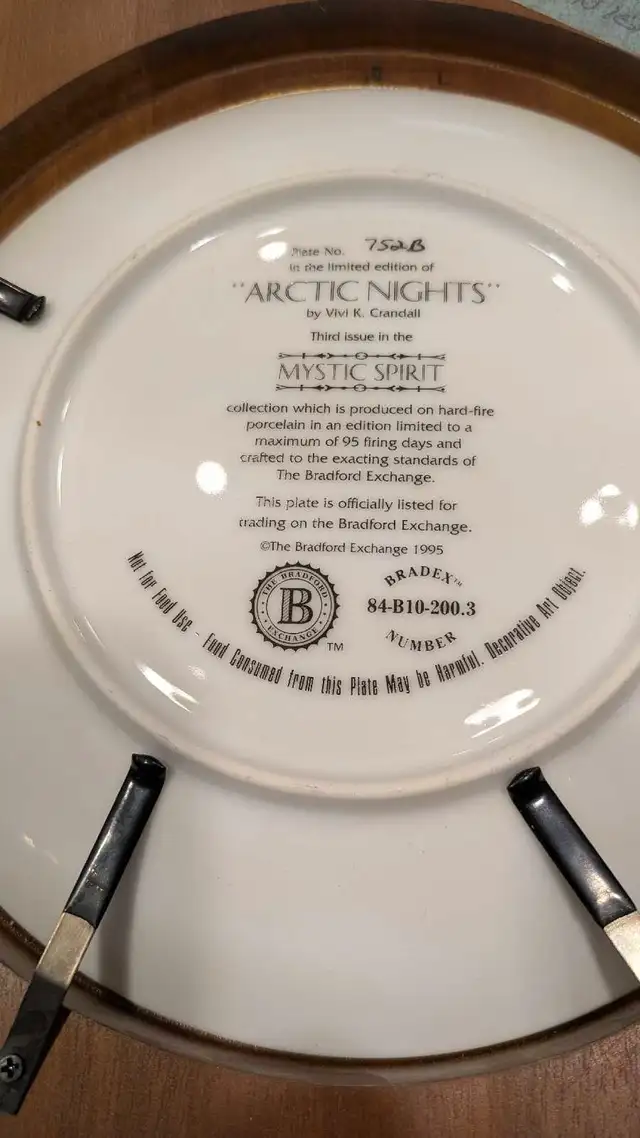 Plate No. 752B
in the limited edition of
"ARCTIC NIGHTS"
by Vivi K. Crandall
Third issue in the
MYSTIC SPIRIT
collection which is produced on hard-fire
porcelain in an edition limited to a
maximum of 95 firing days and
crafted to the exacting standards of
The Bradford Exchange.
This plate is officially listed for
trading on the Bradford Exchange.
©The Bradford Exchange 1995
THE BRADFORD
B
EXCHANGE
TM
BRADEX™
84-B10-200.3
NUMBER
Not For Food Use - Food Consumed from this Plate May be Harmful. Decorative Art Object.